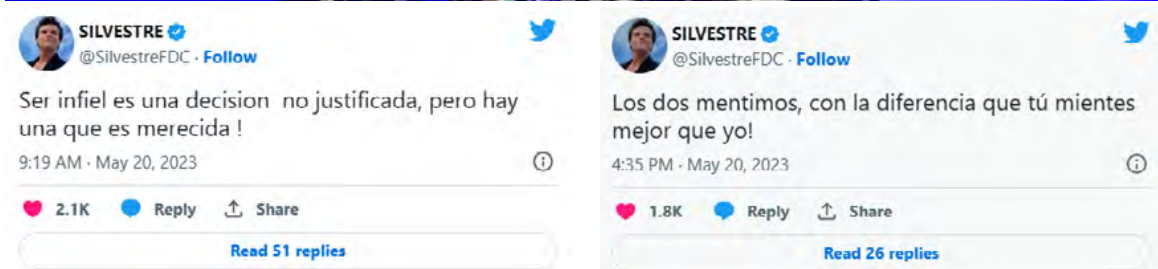 SILVESTRE
@SilvestreFDC · Follow
Ser infiel es una decision no justificada, pero hay
una que es merecida !
9:19 AM · May 20, 2023
2.1K Reply Share
Read 51 replies
SILVESTRE
@SilvestreFDC · Follow
Los dos mentimos, con la diferencia que tú mientes
mejor que yo!
4:35 PM · May 20, 2023
1.8K Reply Share
Read 26 replies